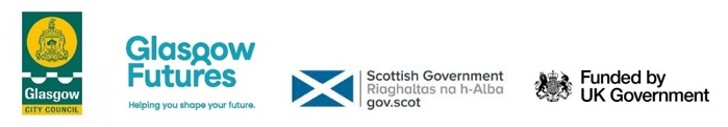 Glasgow
CITY COUNCIL
Glasgow
Futures
Helping you shape your future.
Scottish Government
Riaghaltas na h-Alba
gov.scot
Funded by
UK Government